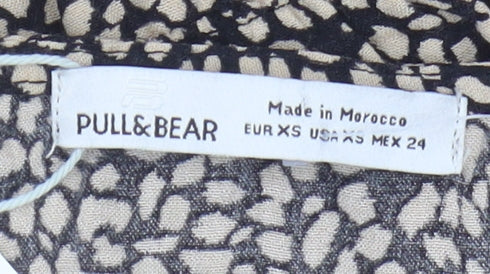 PULL&BEAR
Made in Morocco
EUR XS USA XS MEX 24